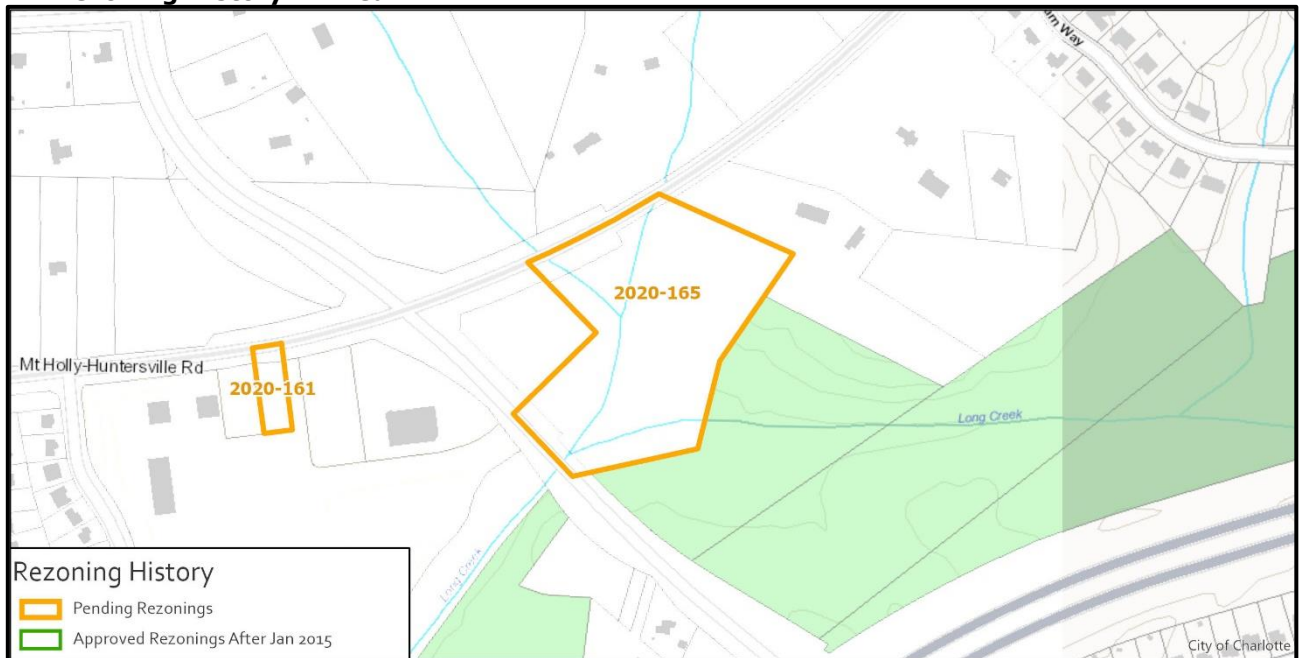 Way
2020-165
Mt Holly-Huntersville Rd
2020-161
Long Creek
Long Creek
Rezoning History
Pending Rezonings
Approved Rezonings After Jan 2015
City of Charlotte